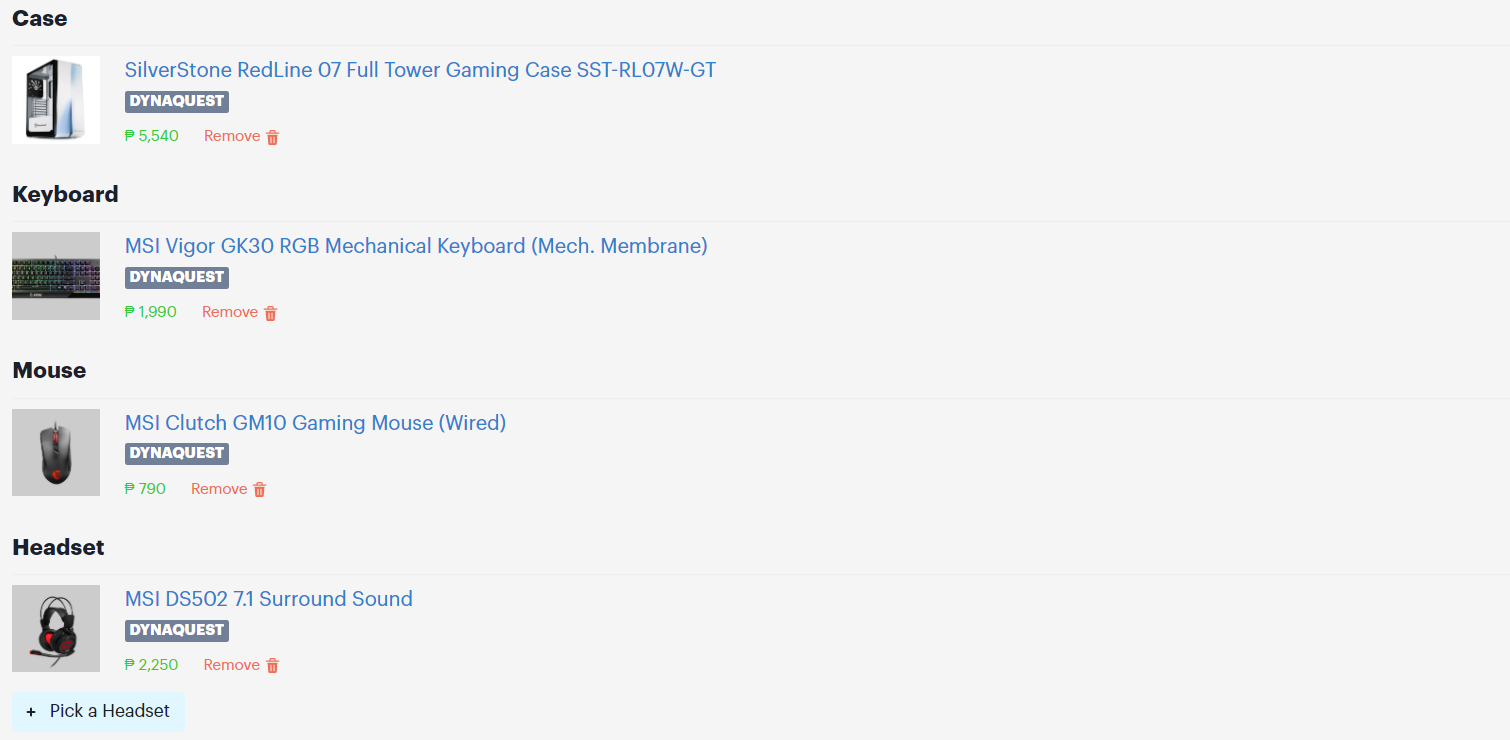 Case
SilverStone RedLine 07 Full Tower Gaming Case SST-RL07W-GT
DYNAQUEST
₱ 5,540 Remove
Keyboard
MSI Vigor GK30 RGB Mechanical Keyboard (Mech. Membrane)
DYNAQUEST
₱ 1,990 Remove
Mouse
MSI Clutch GM10 Gaming Mouse (Wired)
DYNAQUEST
₱ 790 Remove
Headset
MSI DS502 7.1 Surround Sound
DYNAQUEST
₱ 2,250 Remove
+ Pick a Headset